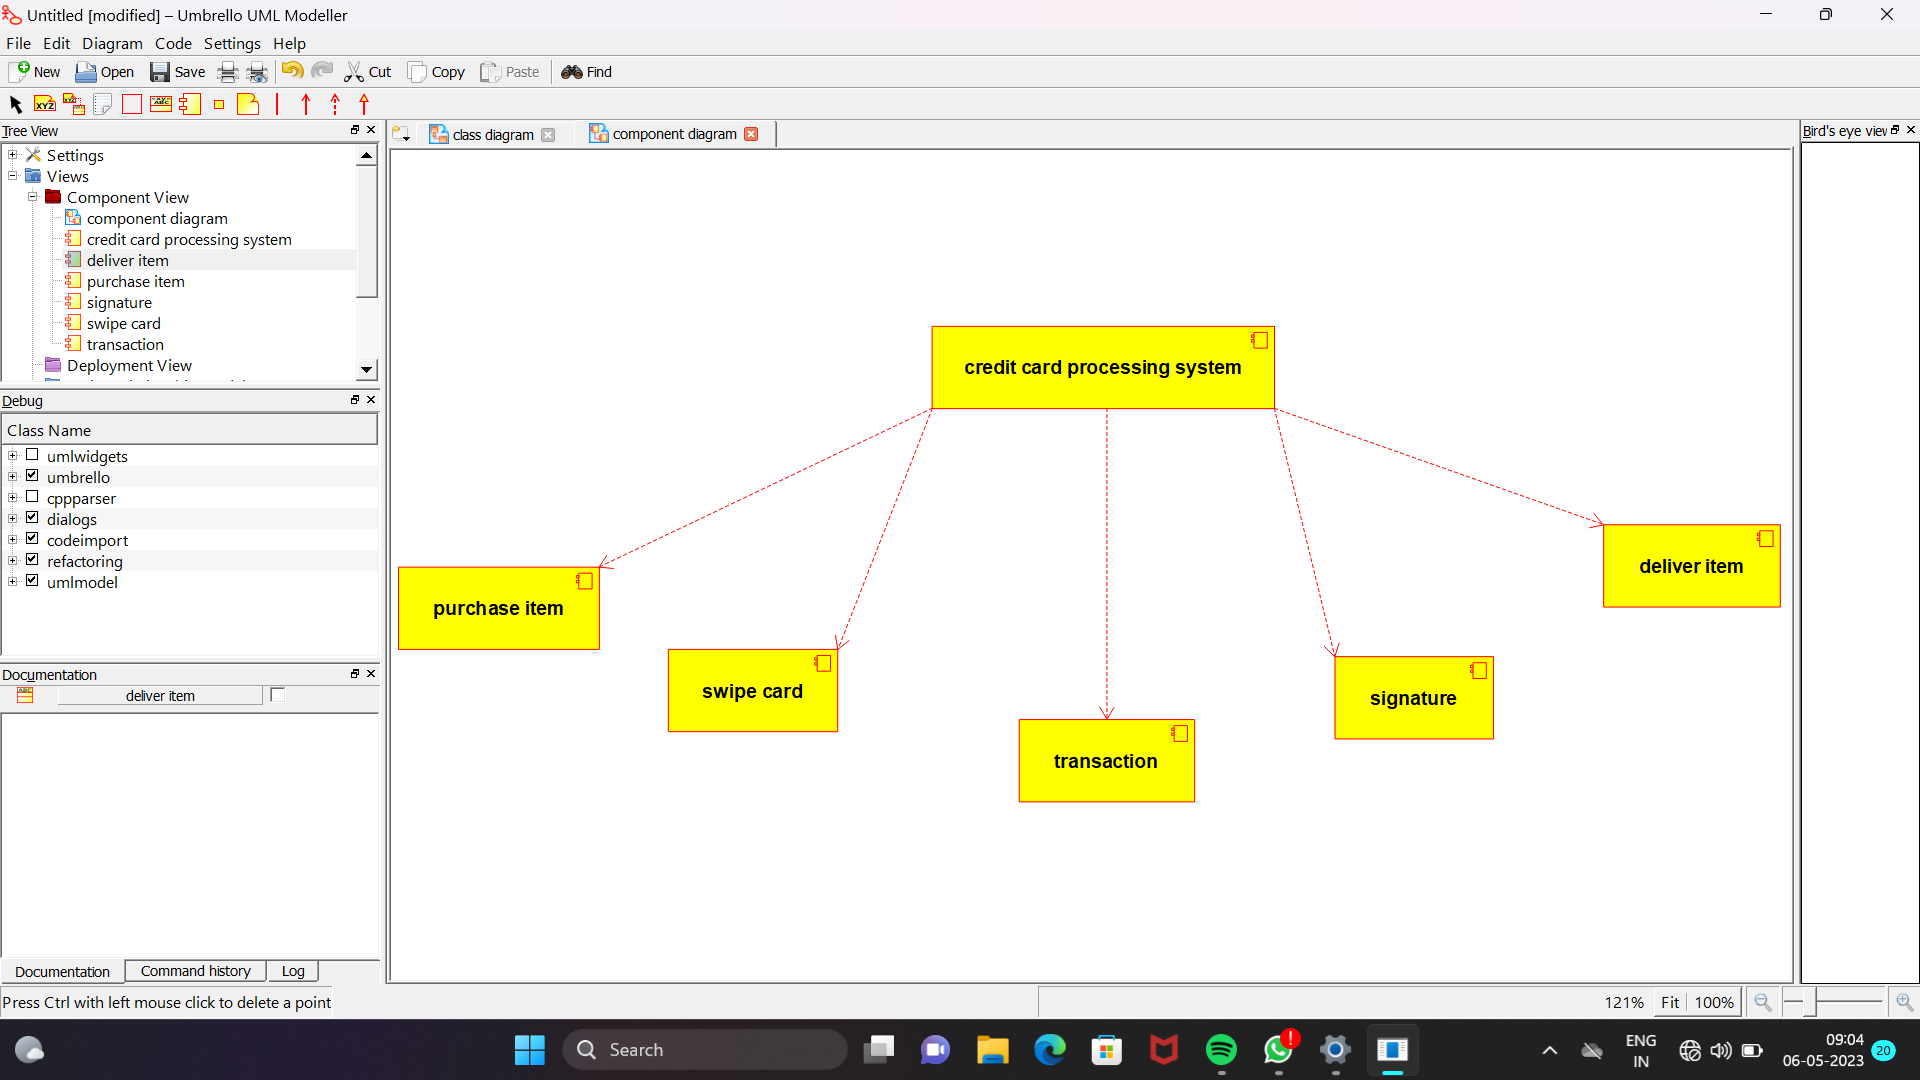 Untitled [modified] – Umbrello UML Modeller
File Edit Diagram Code Settings Help
New Open Save Cut Copy Paste Find
Tree View
class diagram
component diagram
Bird's eye view
Settings
Views
Component View
component diagram
credit card processing system
deliver item
purchase item
signature
swipe card
transaction
Deployment View
Debug
Class Name
umlwidgets
umbrello
cppparser
dialogs
codeimport
refactoring
umlmodel
Documentation
deliver item
credit card processing system
purchase item
swipe card
transaction
signature
deliver item
Documentation Command history Log
Press Ctrl with left mouse click to delete a point
121% Fit 100%
Search
ENG
IN
09:04
06-05-2023
20